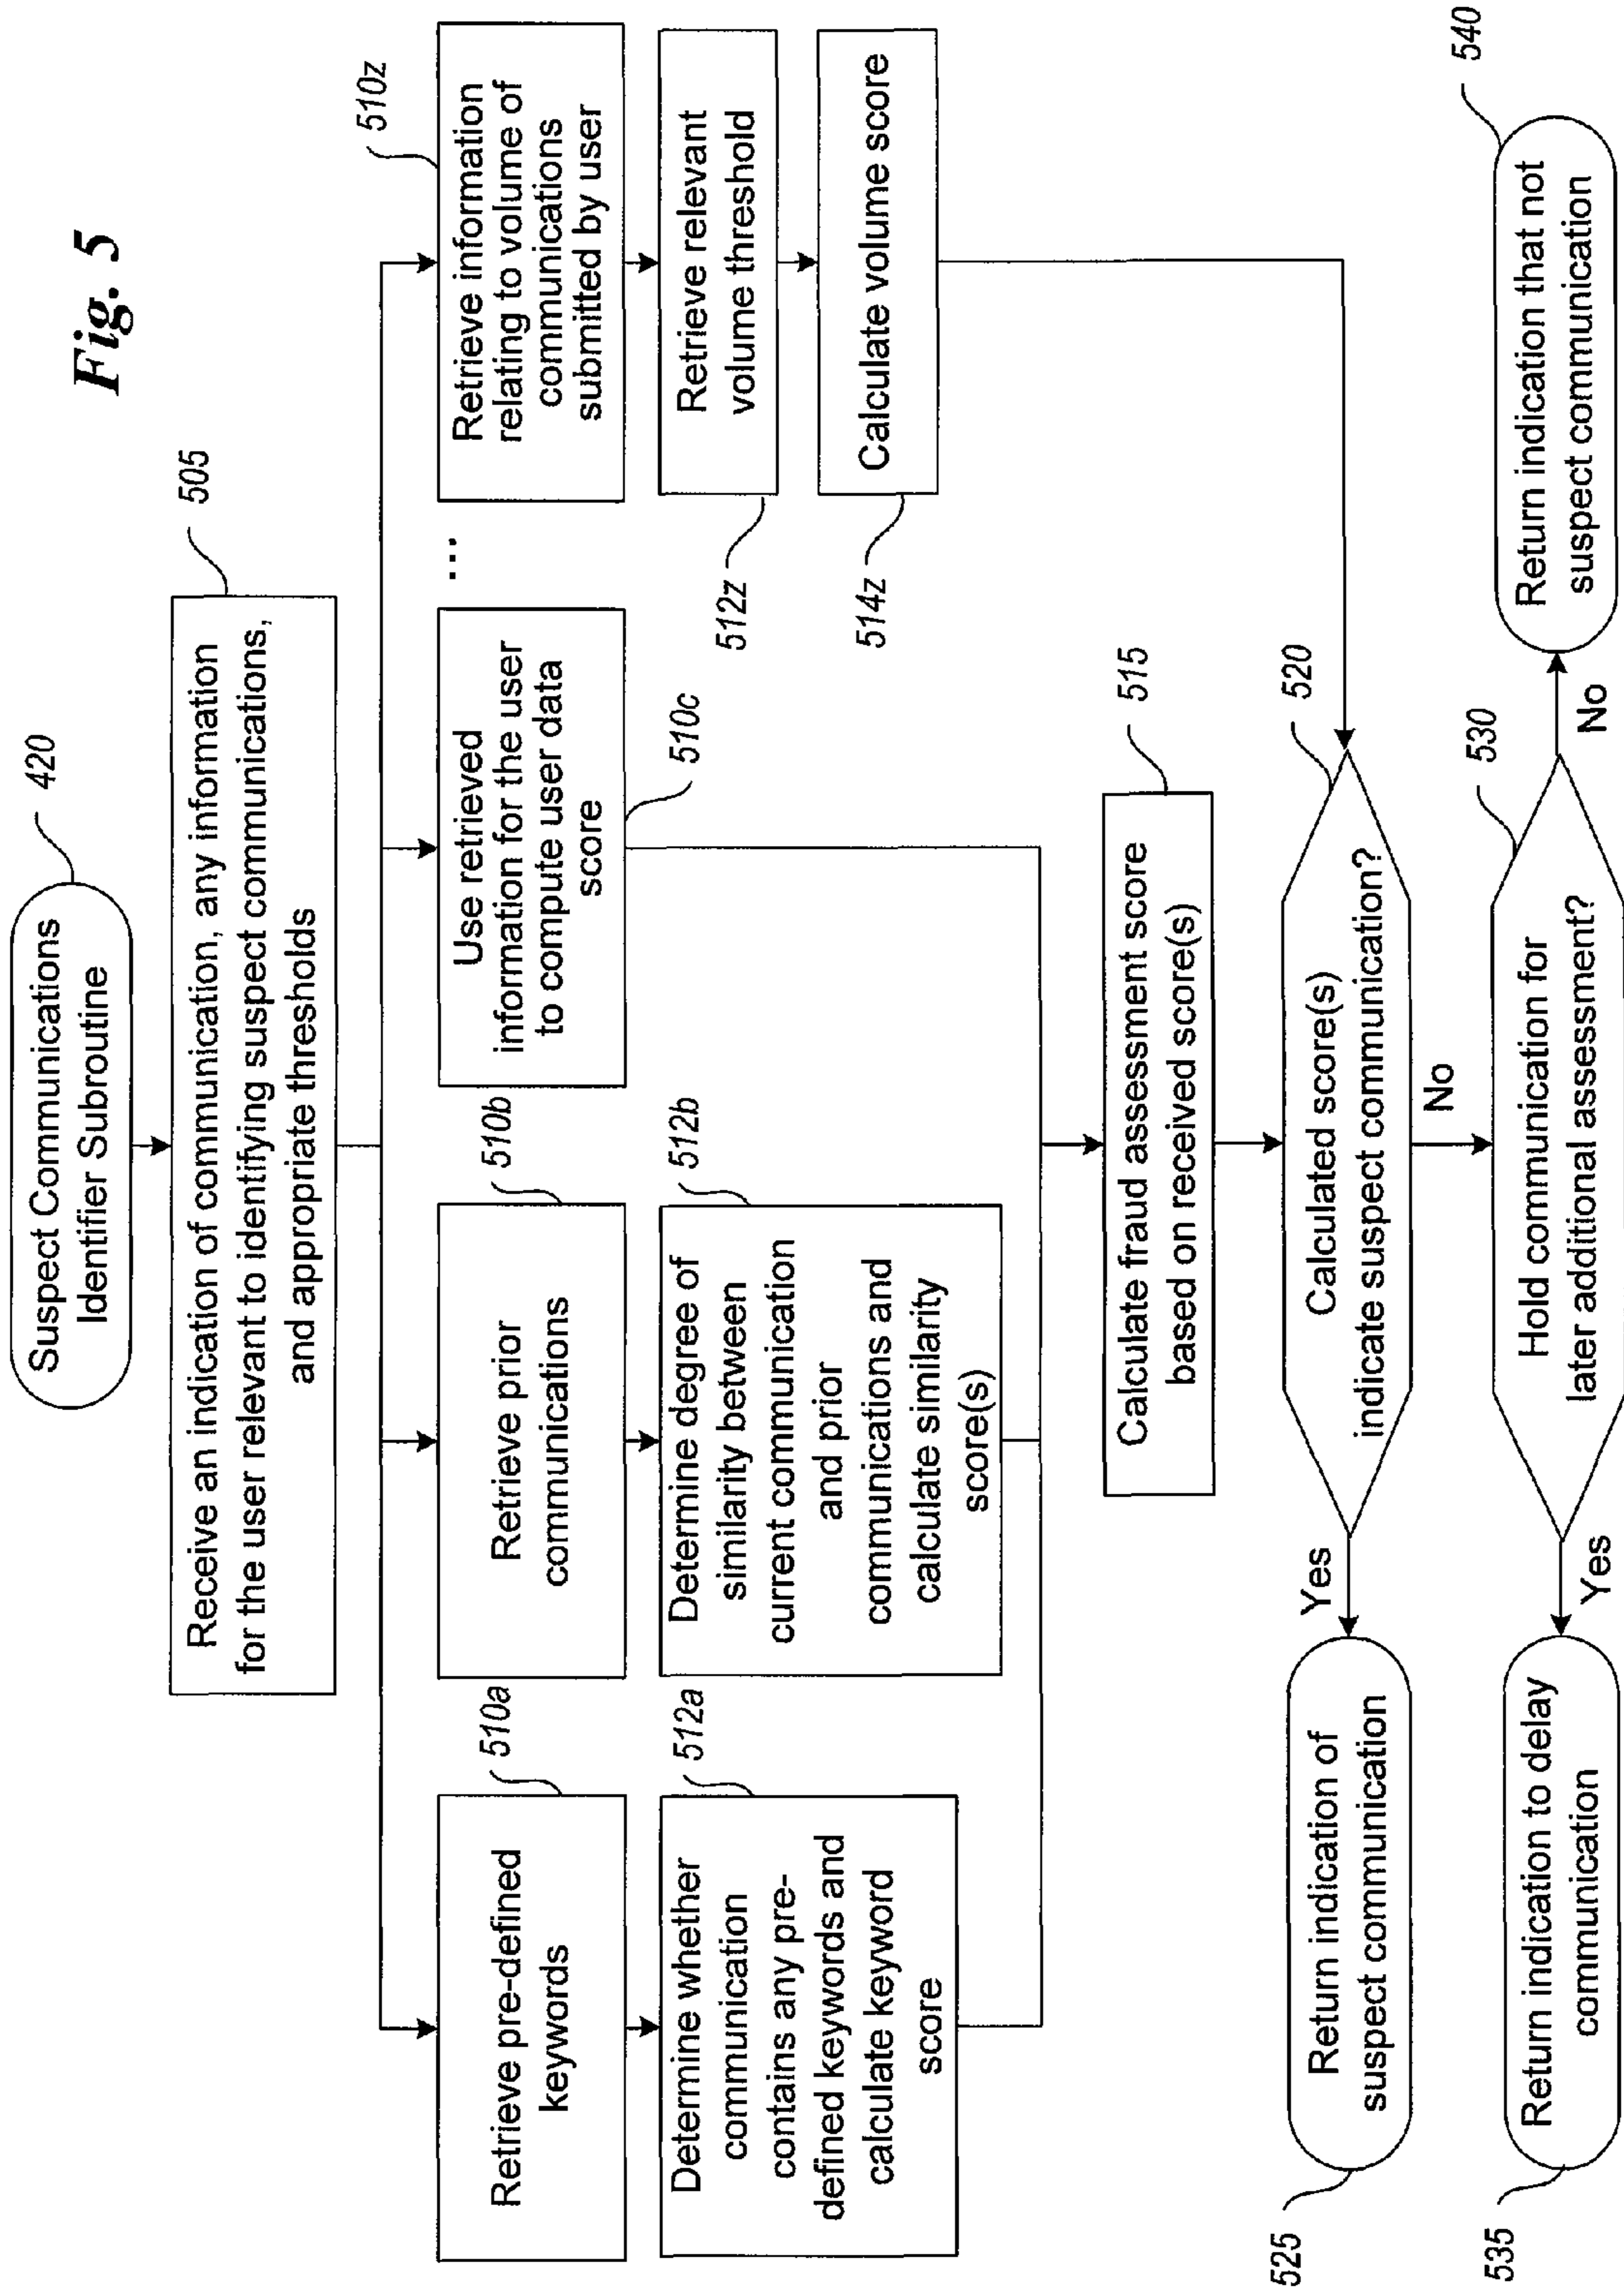 Fig. 5
Suspect Communications
Identifier Subroutine
420
Receive an indication of communication, any information
for the user relevant to identifying suspect communications,
and appropriate thresholds
505
Retrieve pre-defined
keywords
510a
Determine whether
communication
contains any pre-
defined keywords and
calculate keyword
score
512a
Retrieve prior
communications
510b
Determine degree of
similarity between
current communication
and prior
communications and
calculate similarity
score(s)
512b
Use retrieved
information for the user
to compute user data
score
510c
...
Retrieve information
relating to volume of
communications
submitted by user
510z
Retrieve relevant
volume threshold
512z
Calculate volume score
514z
Calculate fraud assessment score
based on received score(s)
515
Calculated score(s)
indicate suspect communication?
520
Yes
Return indication of
suspect communication
525
No
Hold communication for
later additional assessment?
530
Yes
Return indication to delay
communication
535
No
Return indication that not
suspect communication
540